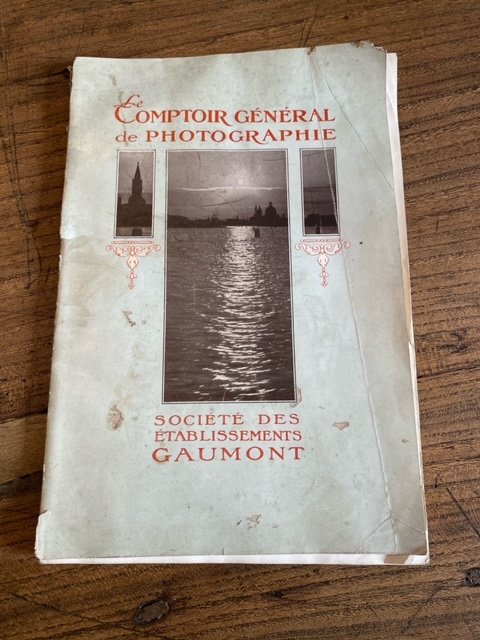 Le
COMPTOIR GÉNÉRAL
de PHOTOGRAPHIE
SOCIÉTÉ DES
ÉTABLISSEMENTS
GAUMONT